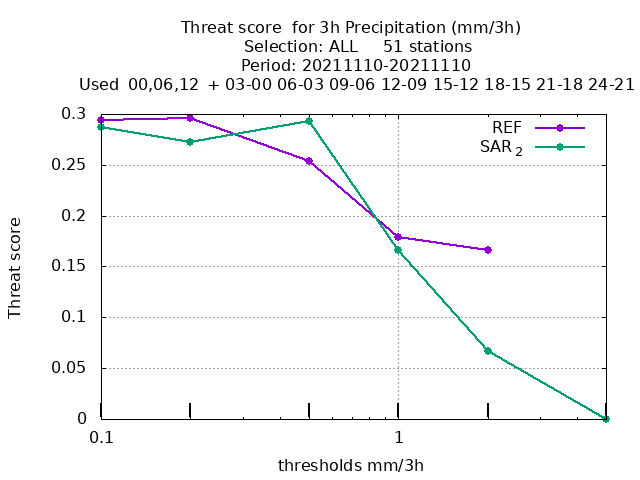 Threat score  for 3h Precipitation (mm/3h)
Selection: ALL     51 stations
Period: 20211110-20211110
Used  00,06,12  + 03-00 06-03 09-06 12-09 15-12 18-15 21-18 24-21
REF
SAR 2
0.3
0.25
0.2
0.15
0.1
0.05
0
Threat score
0.1
1
thresholds mm/3h